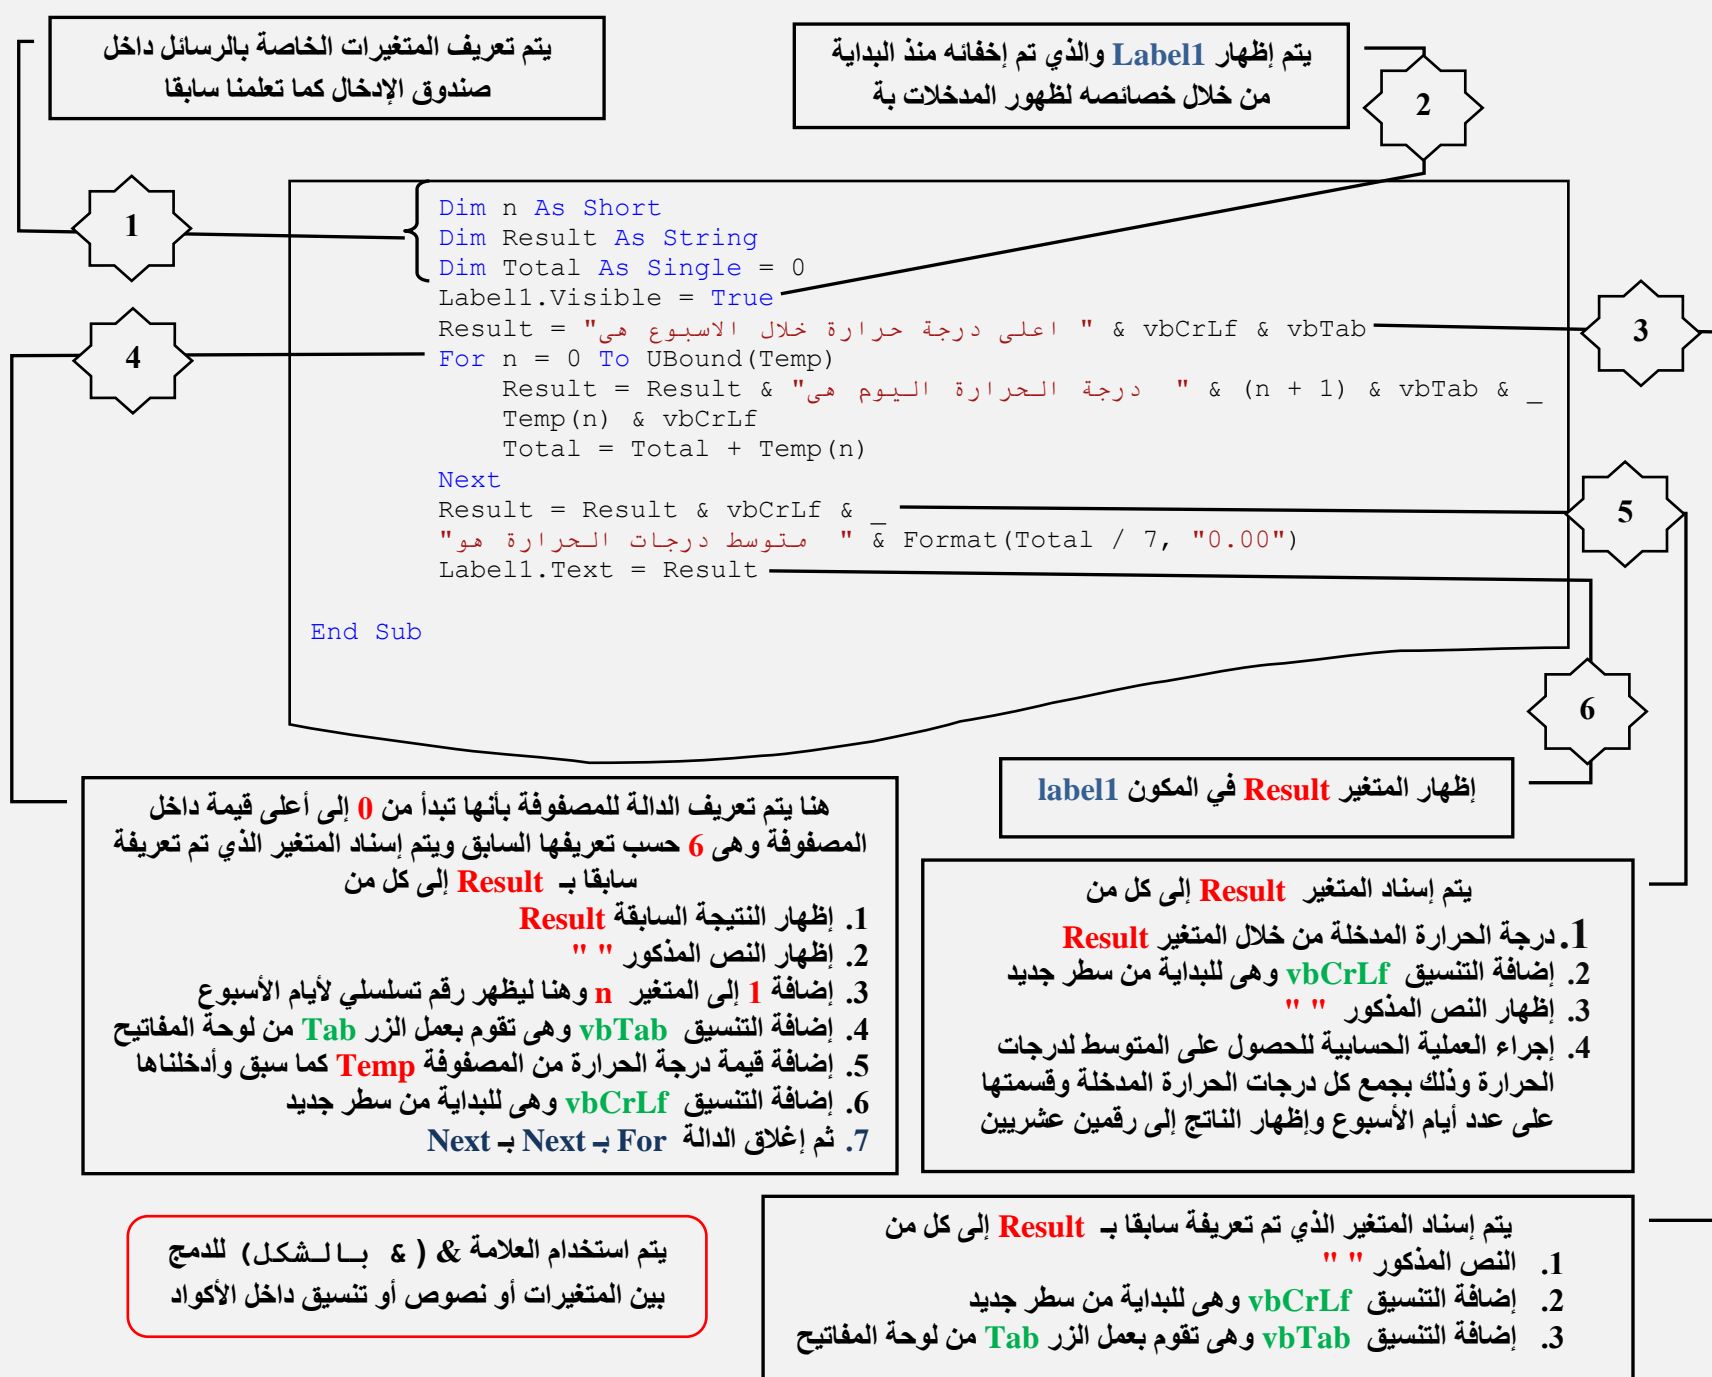 يتم تعريف المتغيرات الخاصة بالرسائل داخل
صندوق الإدخال كما تعلمنا سابقا
يتم إظهار Label1 والذي تم إخفائه منذ البداية
من خلال خصائصه لظهور المدخلات بة
2
1
Dim n As Short
Dim Result As String
Dim Total As Single = 0
Label1.Visible = True
Result = "اعلى درجة حرارة خلال الاسبوع هى " & vbCrLf & vbTab
3
4
For n = 0 To UBound(Temp)
Result = Result & "درجة الحرارة اليوم هى " & (n + 1) & vbTab & _
Temp(n) & vbCrLf
Total = Total + Temp(n)
Next
Result = Result & vbCrLf & _
"متوسط درجات الحرارة هو " & Format(Total / 7, "0.00")
5
Label1.Text = Result
End Sub
6
إظهار المتغير Result في المكون label1
هنا يتم تعريف الدالة للمصفوفة بأنها تبدأ من 0 إلى أعلى قيمة داخل
المصفوفة وهى 6 حسب تعريفها السابق ويتم إسناد المتغير الذي تم تعريفة
سابقا بـ Result إلى كل من
1. إظهار النتيجة السابقة Result
2. إظهار النص المذكور " "
3. إضافة 1 إلى المتغير n وهنا ليظهر رقم تسلسلي لأيام الأسبوع
4. إضافة التنسيق vbTab وهى تقوم بعمل الزر Tab من لوحة المفاتيح
5. إضافة قيمة درجة الحرارة من المصفوفة Temp كما سبق وأدخلناها
6. إضافة التنسيق vbCrLf وهى للبداية من سطر جديد
7. ثم إغلاق الدالة For بـ Next بـ Next
يتم إسناد المتغير Result إلى كل من
1. درجة الحرارة المدخلة من خلال المتغير Result
2. إضافة التنسيق vbCrLf وهى للبداية من سطر جديد
3. إظهار النص المذكور " "
4. إجراء العملية الحسابية للحصول على المتوسط لدرجات
الحرارة وذلك بجمع كل درجات الحرارة المدخلة وقسمتها
على عدد أيام الأسبوع وإظهار الناتج إلى رقمين عشريين
يتم استخدام العلامة & ( & بالشكل) للدمج
بين المتغيرات أو نصوص أو تنسيق داخل الأكواد
يتم إسناد المتغير الذي تم تعريفة سابقا بـ Result إلى كل من
1. النص المذكور " "
2. إضافة التنسيق vbCrLf وهى للبداية من سطر جديد
3. إضافة التنسيق vbTab وهى تقوم بعمل الزر Tab من لوحة المفاتيح